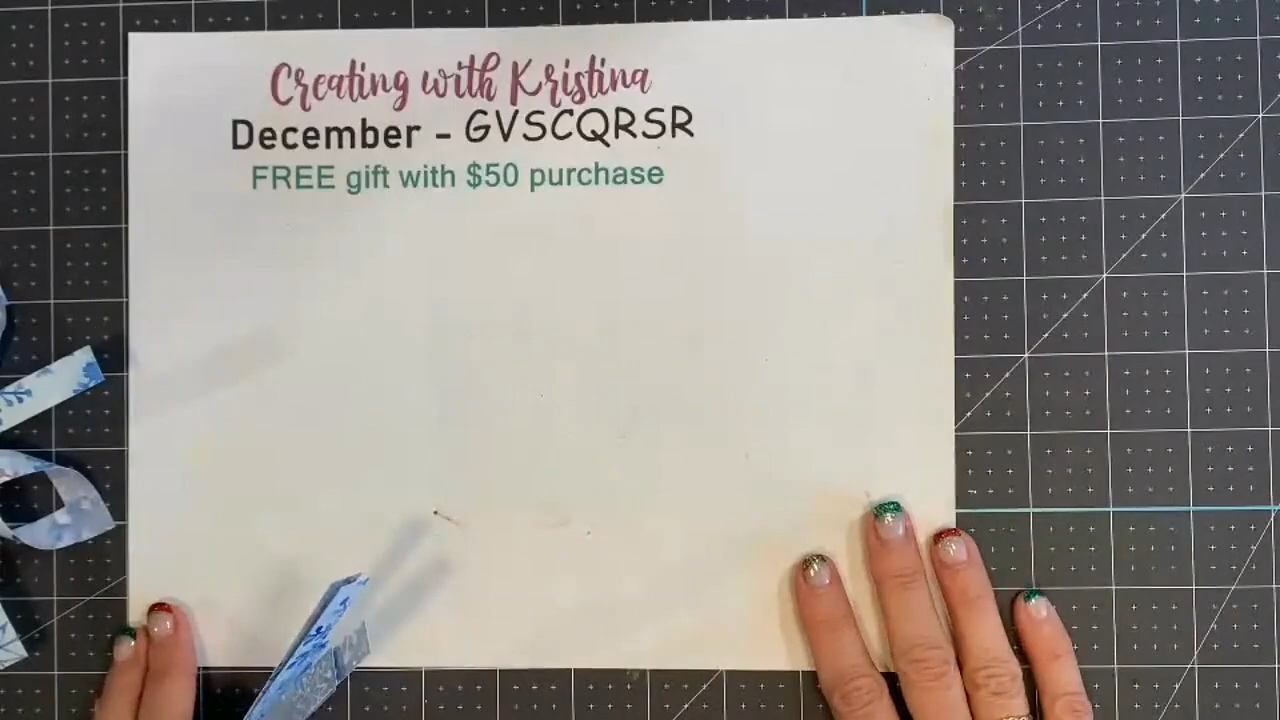 Creating with Kristina
December - GVSCQRSR
FREE gift with $50 purchase